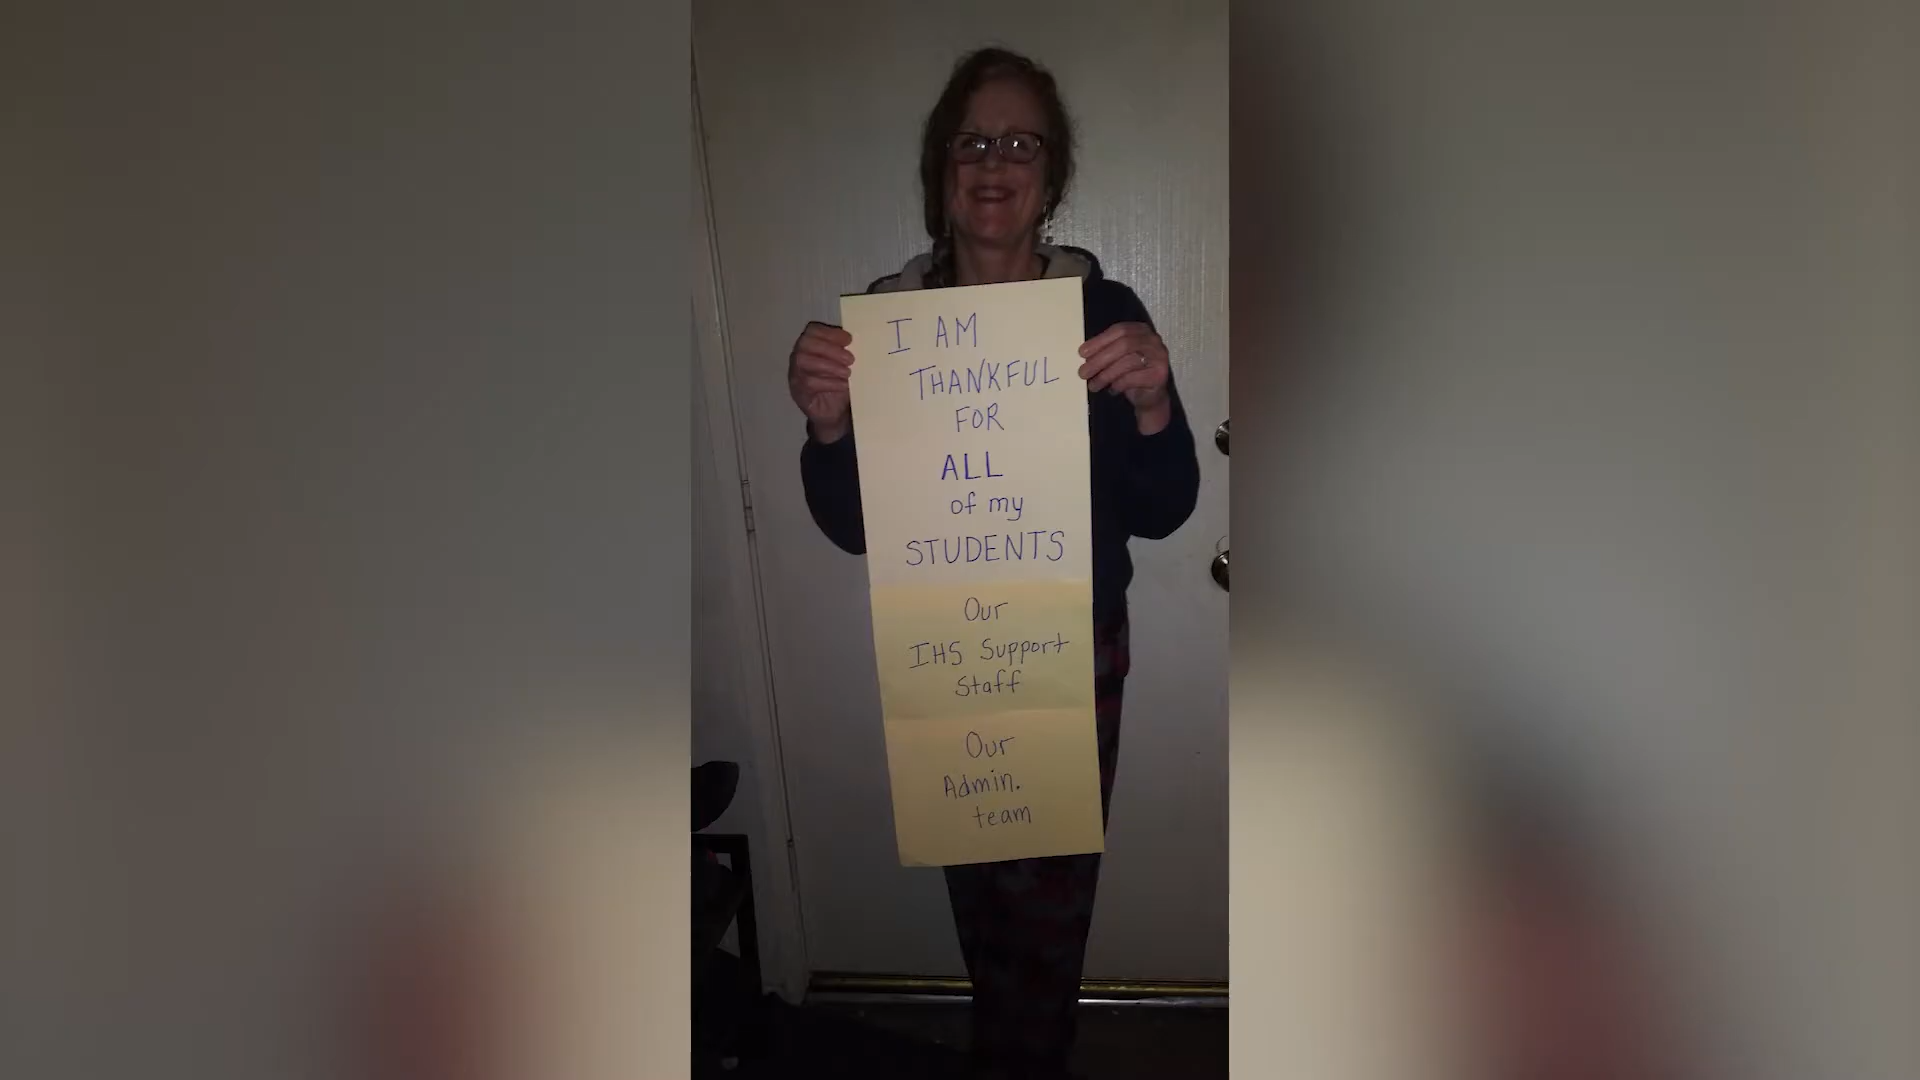 I AM
THANKFUL
FOR
ALL
of my
STUDENTS
Our
IHS Support
Staff
Our
Admin.
team